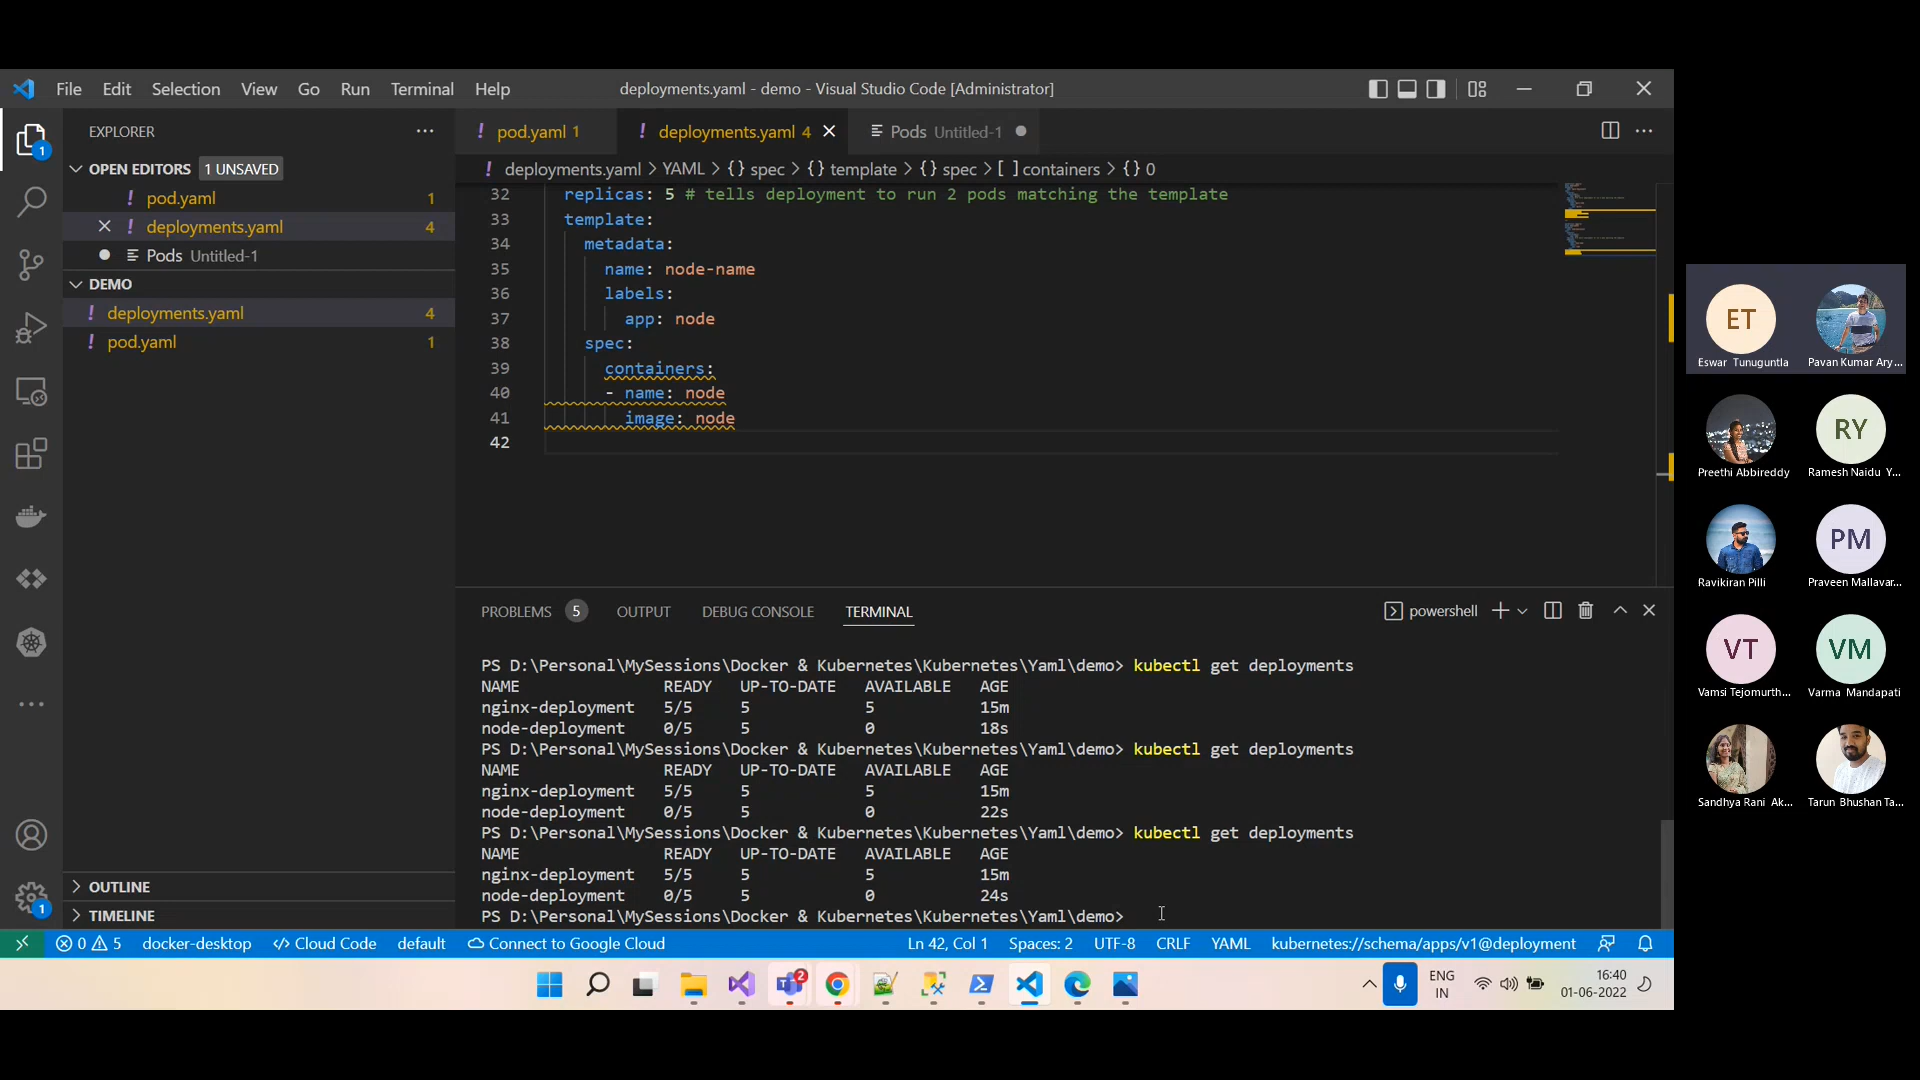 File Edit Selection View Go Run Terminal Help
deployments.yaml - demo - Visual Studio Code [Administrator]
EXPLORER
OPEN EDITORS 1 UNSAVED
! pod.yaml 1
! deployments.yaml 4
Pods Untitled-1
DEMO
! deployments.yaml 4
! pod.yaml 1
OUTLINE
TIMELINE
1
1
! pod.yaml 1
! deployments.yaml 4
Pods Untitled-1
! deployments.yaml > YAML > {} spec > {} template > {} spec > [ ] containers > {} 0
32 replicas: 5 # tells deployment to run 2 pods matching the template
33 template:
34 metadata:
35 name: node-name
36 labels:
37 app: node
38 spec:
39 containers:
40 - name: node
41 image: node
42
PROBLEMS 5 OUTPUT DEBUG CONSOLE TERMINAL
powershell
PS D:\Personal\MySessions\Docker & Kubernetes\Kubernetes\Yaml\demo> kubectl get deployments
NAME READY UP-TO-DATE AVAILABLE AGE
nginx-deployment 5/5 5 5 15m
node-deployment 0/5 5 0 18s
PS D:\Personal\MySessions\Docker & Kubernetes\Kubernetes\Yaml\demo> kubectl get deployments
NAME READY UP-TO-DATE AVAILABLE AGE
nginx-deployment 5/5 5 5 15m
node-deployment 0/5 5 0 22s
PS D:\Personal\MySessions\Docker & Kubernetes\Kubernetes\Yaml\demo> kubectl get deployments
NAME READY UP-TO-DATE AVAILABLE AGE
nginx-deployment 5/5 5 5 15m
node-deployment 0/5 5 0 24s
PS D:\Personal\MySessions\Docker & Kubernetes\Kubernetes\Yaml\demo>
0 5 docker-desktop </> Cloud Code default Connect to Google Cloud Ln 42, Col 1 Spaces: 2 UTF-8 CRLF YAML kubernetes://schema/apps/v1@deployment
2
ENG
IN
16:40
01-06-2022
ET
Eswar Tunuguntla Pavan Kumar Ary...
RY
Preethi Abbireddy Ramesh Naidu Y...
PM
Ravikiran Pilli Praveen Mallavar...
VT VM
Vamsi Tejomurth... Varma Mandapati
Sandhya Rani Ak... Tarun Bhushan Ta...